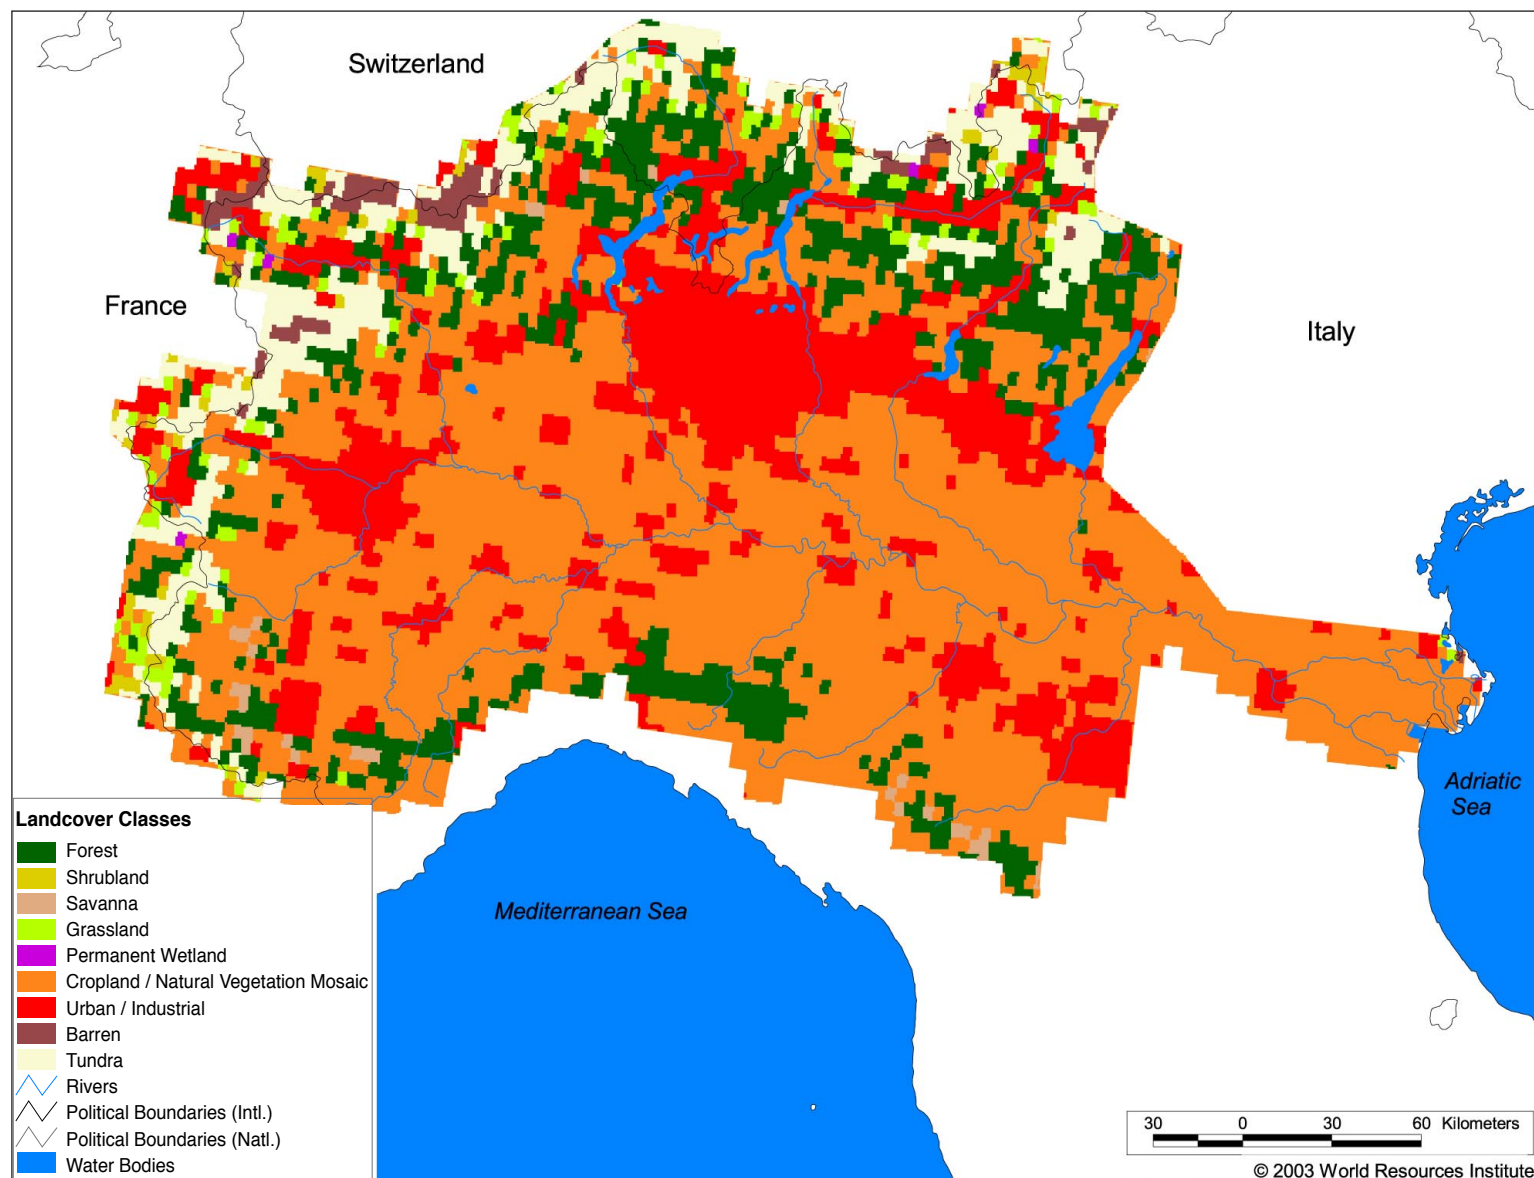 Switzerland
France
Italy
Adriatic
Sea
Mediterranean Sea
Landcover Classes
Forest
Shrubland
Savanna
Grassland
Permanent Wetland
Cropland / Natural Vegetation Mosaic
Urban / Industrial
Barren
Tundra
Rivers
Political Boundaries (Intl.)
Political Boundaries (Natl.)
Water Bodies
30 0 30 60 Kilometers
© 2003 World Resources Institute